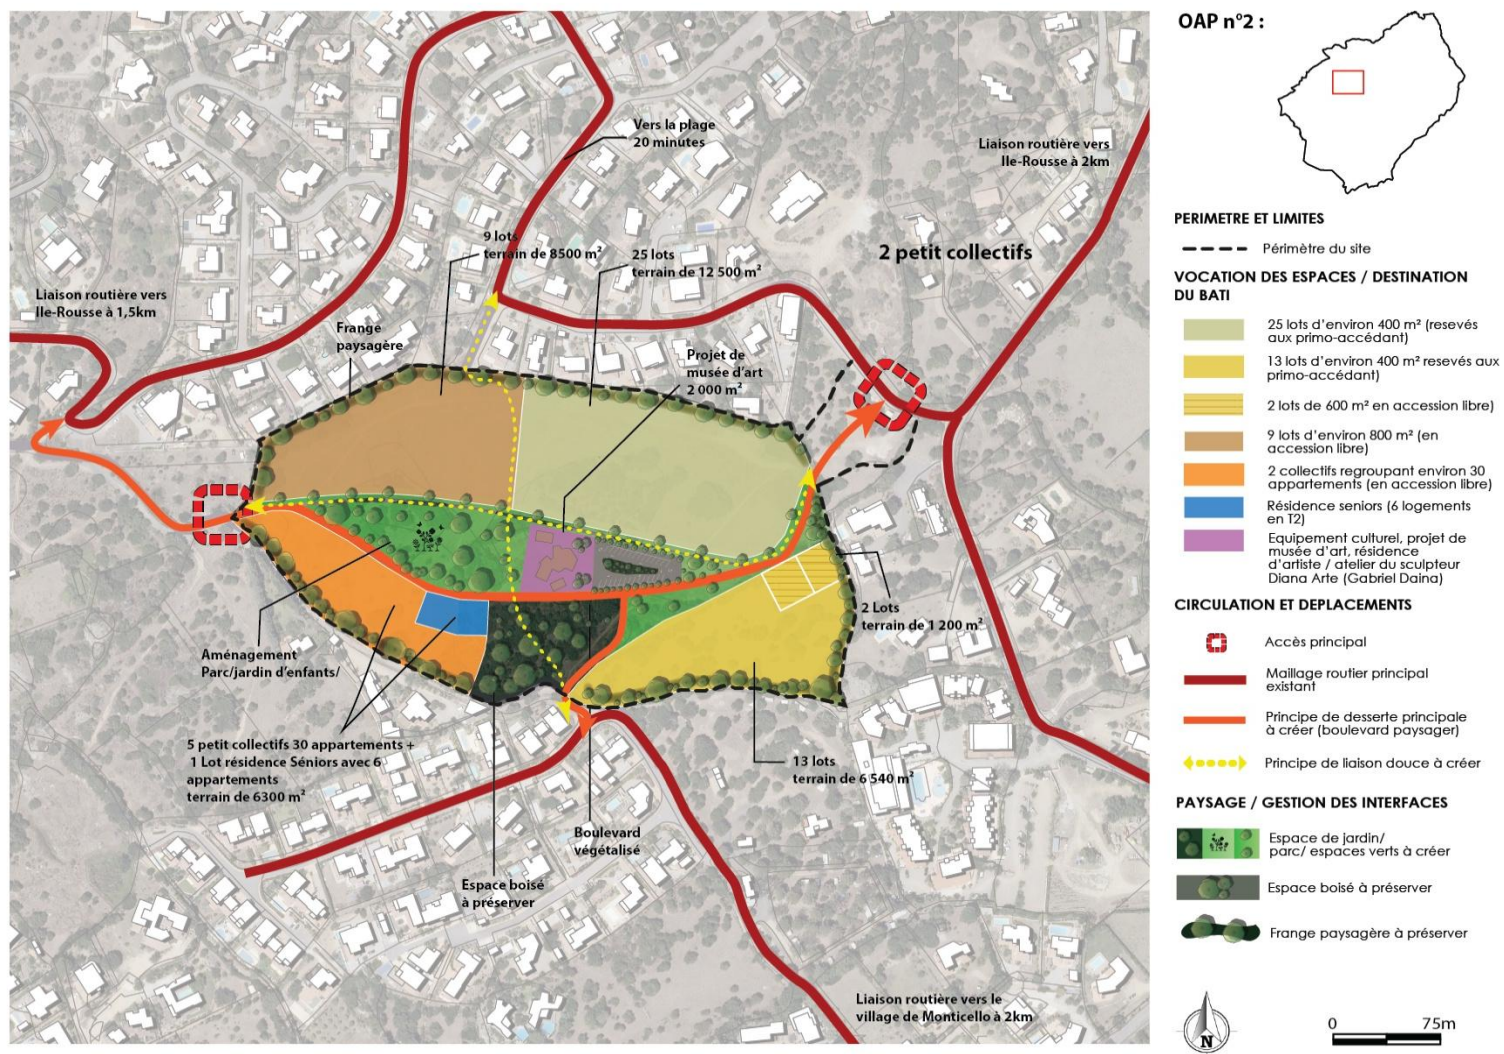 OAP n°2 :
Vers la plage
20 minutes
Liaison routière vers
Ile-Rousse à 2km
9 lots
terrain de 8500 m²
25 lots
terrain de 12 500 m²
2 petit collectifs
Liaison routière vers
Ile-Rousse à 1,5km
Frange
paysagère
Projet de
musée d'art
2 000 m²
2 Lots
terrain de 1 200 m²
Aménagement
Parc/jardin d'enfants/
5 petit collectifs 30 appartements +
1 Lot résidence Séniors avec 6
appartements
terrain de 6300 m²
13 lots
terrain de 6 540 m²
Boulevard
végétalisé
Espace boisé
à préserver
Liaison routière vers le
village de Monticello à 2km
PERIMETRE ET LIMITES
Périmètre du site
VOCATION DES ESPACES / DESTINATION
DU BATI
25 lots d'environ 400 m² (resevés
aux primo-accédant)
13 lots d'environ 400 m² resevés aux
primo-accédant)
2 lots de 600 m² en accession libre)
9 lots d'environ 800 m² (en
accession libre)
2 collectifs regroupant environ 30
appartements (en accession libre)
Résidence seniors (6 logements
en T2)
Equipement culturel, projet de
musée d'art, résidence
d'artiste / atelier du sculpteur
Diana Arte (Gabriel Daina)
CIRCULATION ET DEPLACEMENTS
Accès principal
Maillage routier principal
existant
Principe de desserte principale
à créer (boulevard paysager)
Principe de liaison douce à créer
PAYSAGE / GESTION DES INTERFACES
Espace de jardin/
parc/ espaces verts à créer
Espace boisé à préserver
Frange paysagère à préserver
N
0 75m